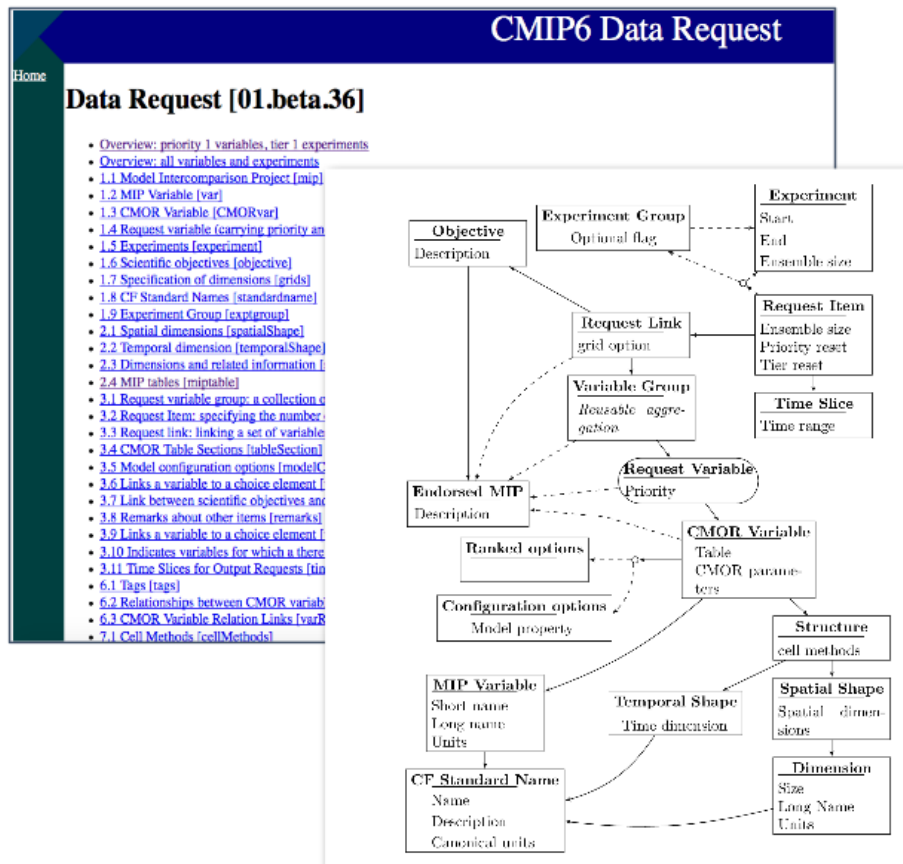 CMIP6 Data Request
Home
Data Request [01.beta.36]
Overview: priority 1 variables, tier 1 experiments
Overview: all variables and experiments
1.1 Model Intercomparison Project [mip]
1.2 MIP Variable [var]
1.3 CMOR Variable [CMORvar]
1.4 Request variable (carrying priority an
1.5 Experiments [experiment]
1.6 Scientific objectives [objective]
1.7 Specification of dimensions [grids]
1.8 CF Standard Names [standardname]
1.9 Experiment Group [exptgroup]
2.1 Spatial dimensions [spatialShape]
2.2 Temporal dimension [temporalShape]
2.3 Dimensions and related information [
2.4 MIP tables [miptable]
3.1 Request variable group: a collection o
3.2 Request Item: specifying the number
3.3 Request link: linking a set of variable
3.4 CMOR Table Sections [tableSection]
3.5 Model configuration options [modelC
3.6 Links a variable to a choice element [
3.7 Link between scientific objectives and
3.8 Remarks about other items [remarks]
3.9 Links a variable to a choice element [
3.10 Indicates variables for which a there
3.11 Time Slices for Output Requests [tin
6.1 Tags [tags]
6.2 Relationships between CMOR variabl
6.3 CMOR Variable Relation Links [varR
7.1 Cell Methods [cellMethods]
Experiment
Start
End
Ensemble size
Experiment Group
Optional flag
Objective
Description
Request Item
Ensemble size
Priority reset
Tier reset
Request Link
grid option
Variable Group
Reusable aggre-
gation
Time Slice
Time range
Request Variable
Priority
Endorsed MIP
Description
CMOR Variable
Table
CMOR parame-
ters
Ranked options
Configuration options
Model property
Structure
cell methods
MIP Variable
Short name
Long name
Units
Temporal Shape
Time dimension
Spatial Shape
Spatial dimen-
sions
CF Standard Name
Name
Description
Canonical units
Dimension
Size
Long Name
Units